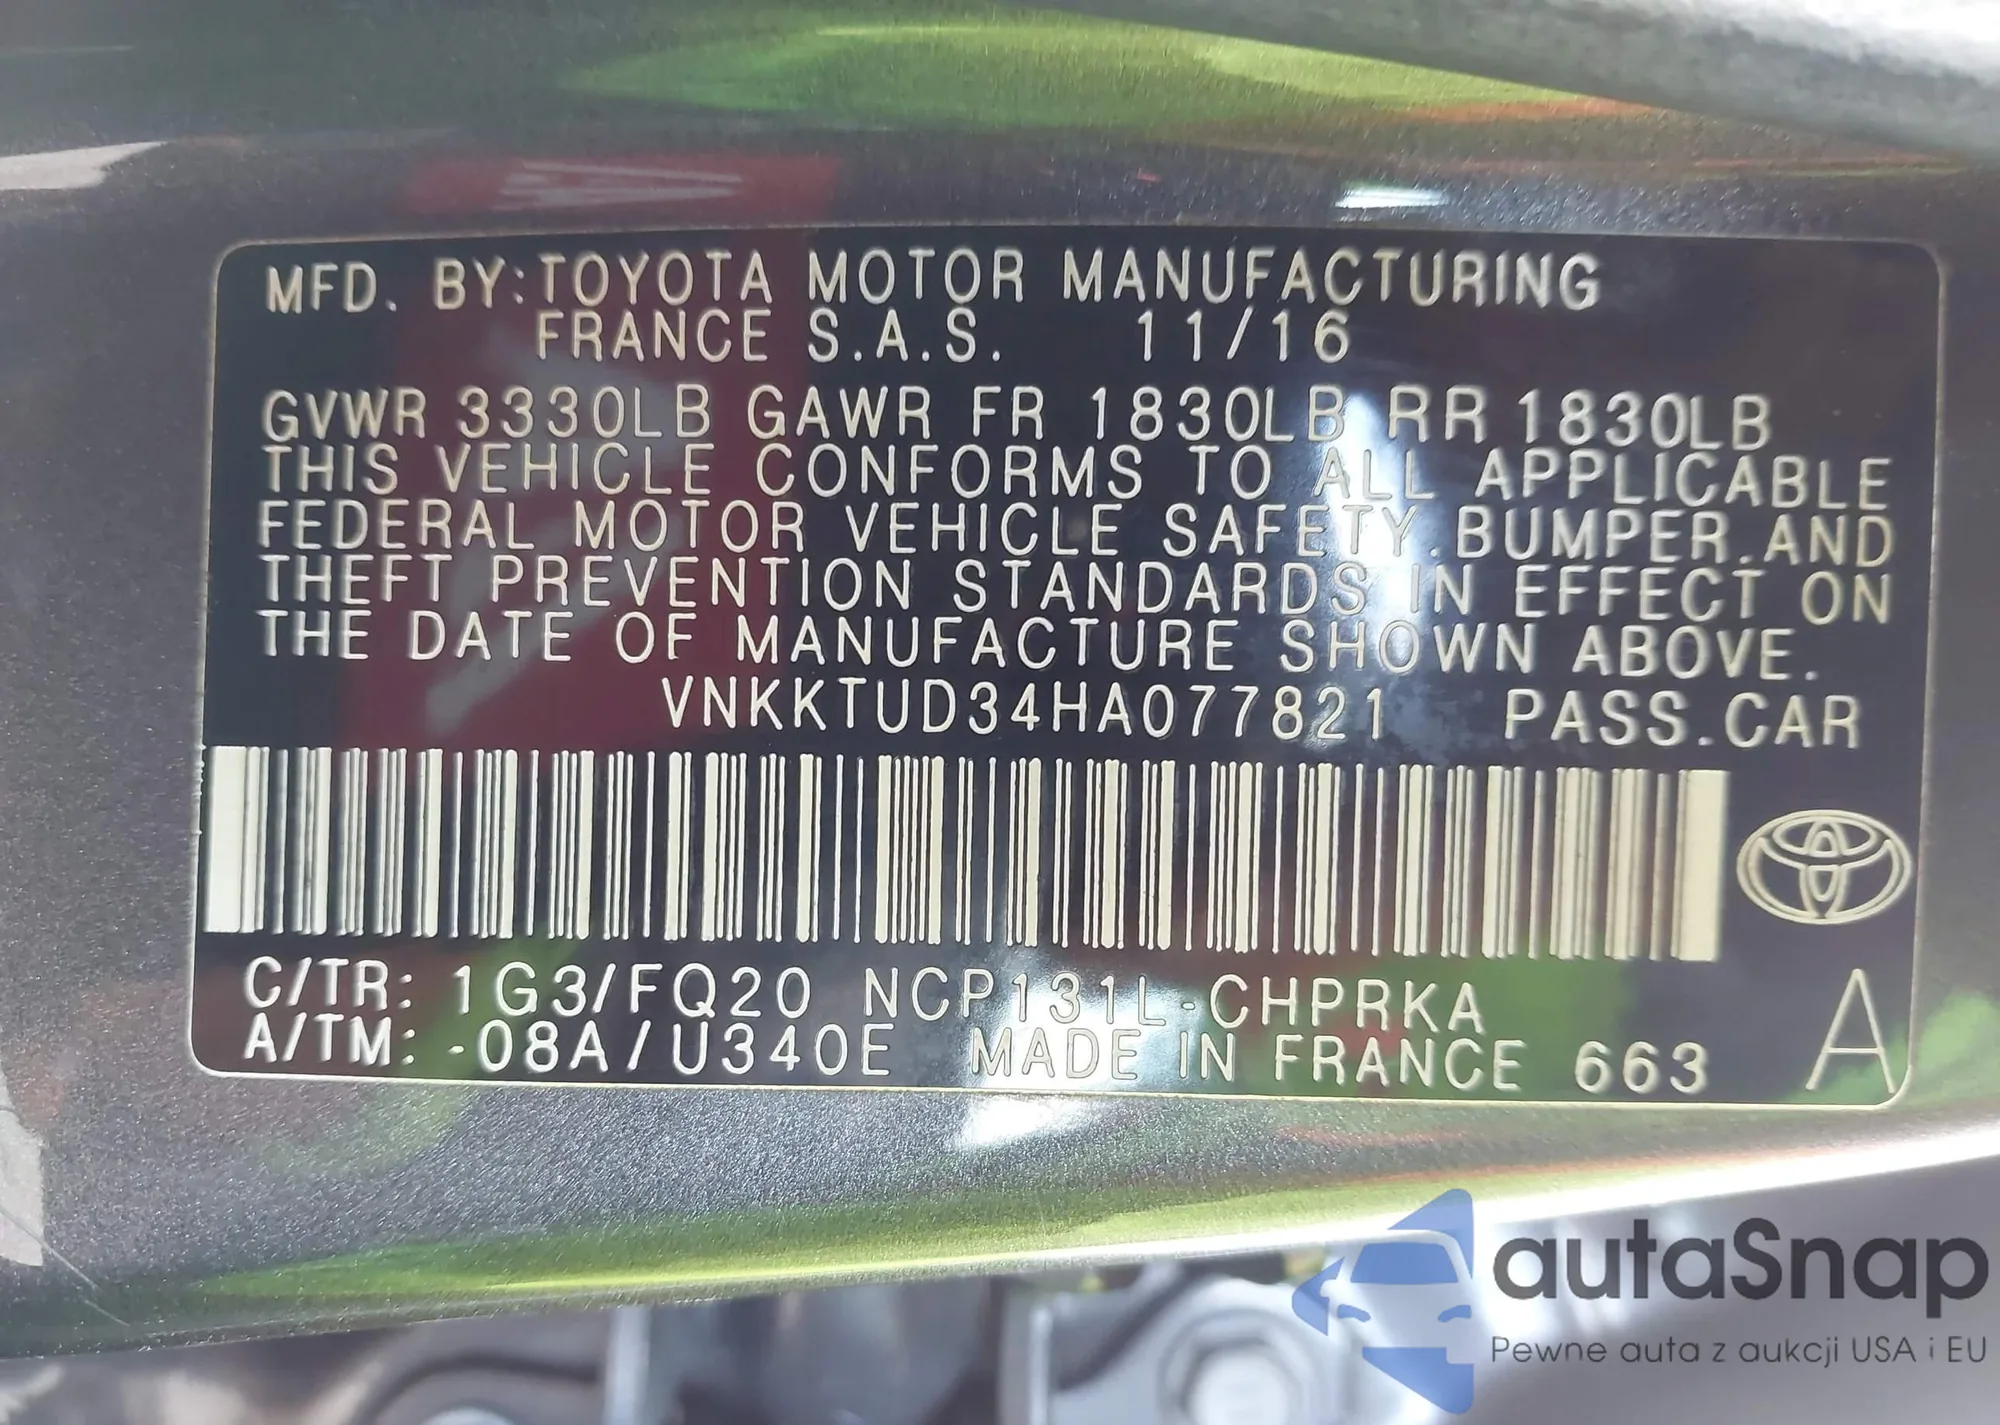 MFD. BY:TOYOTA MOTOR MANUFACTURING
FRANCE S.A.S. 11/16
GVWR 3330LB GAWR FR 1830LB RR 1830LB
THIS VEHICLE CONFORMS TO ALL APPLICABLE
FEDERAL MOTOR VEHICLE SAFETY.BUMPER.AND
THEFT PREVENTION STANDARDS IN EFFECT ON
THE DATE OF MANUFACTURE SHOWN ABOVE.
VNKKTUD34HA077821 PASS.CAR
C/TR: 1G3/FQ20 NCP131L-CHPRKA
A/TM: -08A/U340E MADE IN FRANCE 663 A
autaSnap
Pewne auta z aukcji USA i EU